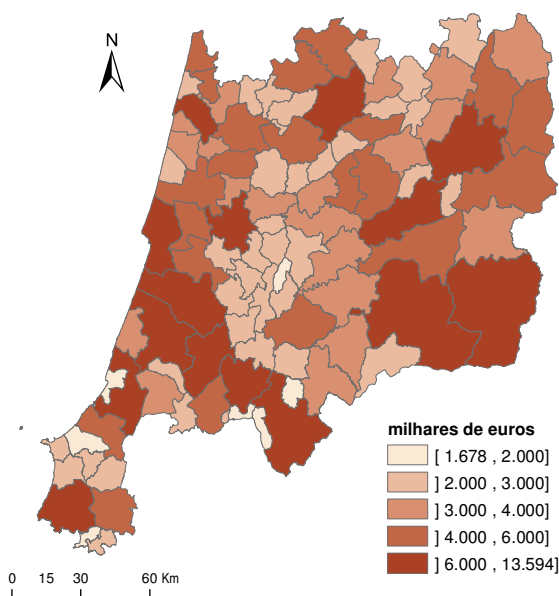 N
milhares de euros
[ 1.678 , 2.000]
] 2.000 , 3.000]
] 3.000 , 4.000]
] 4.000 , 6.000]
] 6.000 , 13.594]
0 15 30 60 Km